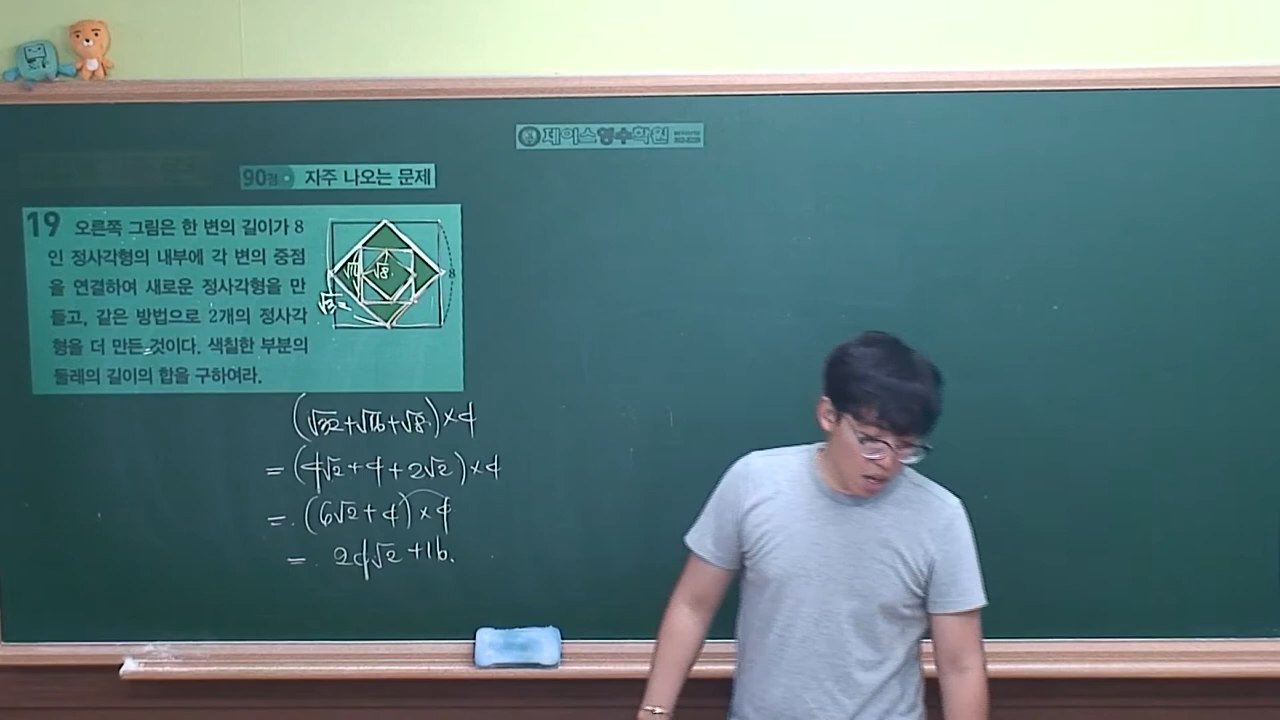 제이스영수학원
90점 자주 나오는 문제
19 오른쪽 그림은 한 변의 길이가 8
인 정사각형의 내부에 각 변의 중점
을 연결하여 새로운 정사각형을 만
들고, 같은 방법으로 2개의 정사각
형을 더 만든 것이다. 색칠한 부분의
둘레의 길이의 합을 구하여라.
√16 √8 8
√32
(√32+√16+√8)×4
= (4√2+4+2√2)×4
= (6√2+4)×4
= 24√2+16.